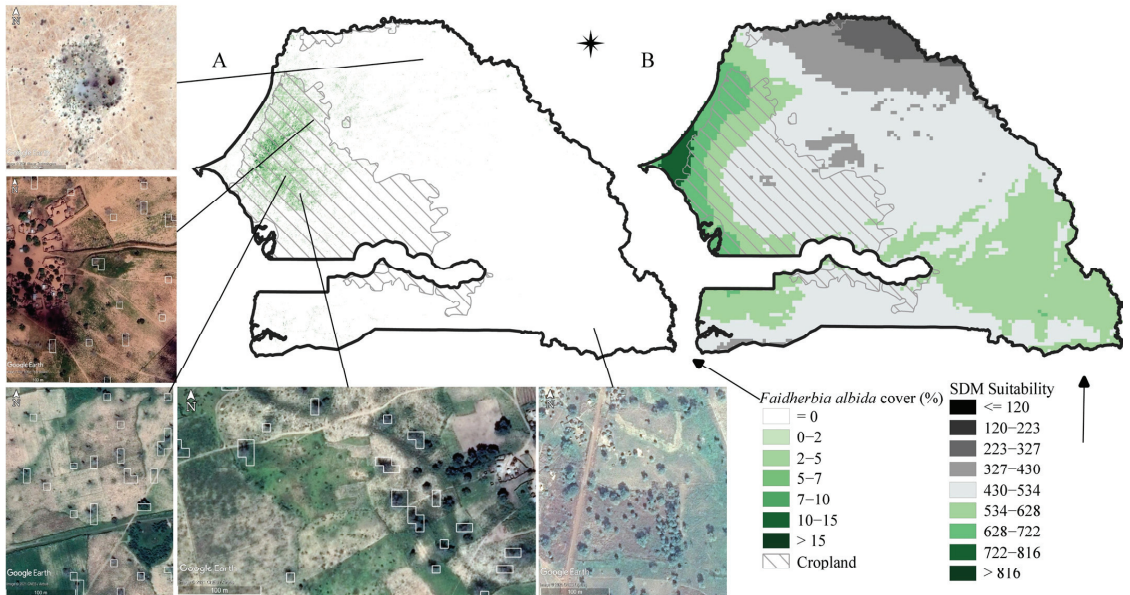 N
A
B
N
Google Earth
100 m
N
Google Earth
100 m
N
Google Earth
100 m
N
Google Earth
100 m
Faidherbia albida cover (%)
= 0
0−2
2−5
5−7
7−10
10−15
> 15
Cropland
SDM Suitability
<= 120
120−223
223−327
327−430
430−534
534−628
628−722
722−816
> 816